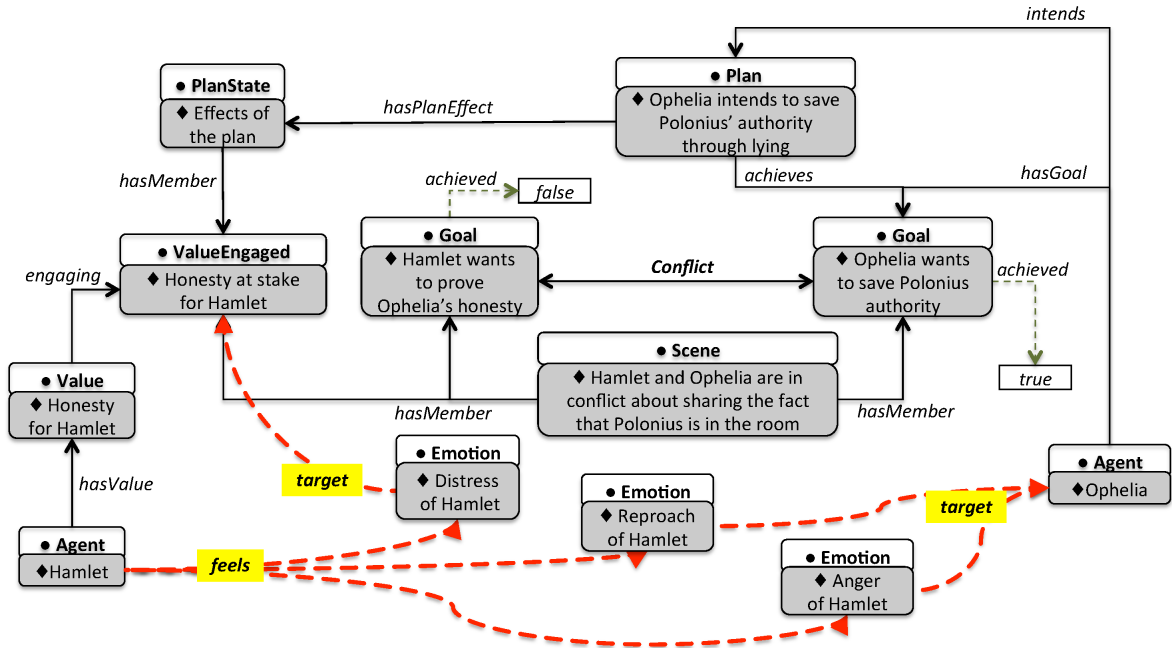 intends
● Plan
◆ Ophelia intends to save
Polonius’ authority
through lying
● PlanState
◆ Effects of
the plan
hasPlanEffect
hasMember
achieves
hasGoal
achieved
false
● ValueEngaged
◆ Honesty at stake
for Hamlet
engaging
● Goal
◆ Hamlet wants
to prove
Ophelia’s honesty
Conflict
● Goal
◆ Ophelia wants
to save Polonius
authority
achieved
true
● Scene
◆ Hamlet and Ophelia are in
conflict about sharing the fact
that Polonius is in the room
hasMember
hasMember
● Value
◆ Honesty
for Hamlet
hasValue
● Emotion
◆ Distress
of Hamlet
target
● Emotion
◆ Reproach
of Hamlet
target
● Agent
◆Ophelia
● Agent
◆Hamlet
feels
● Emotion
◆ Anger
of Hamlet